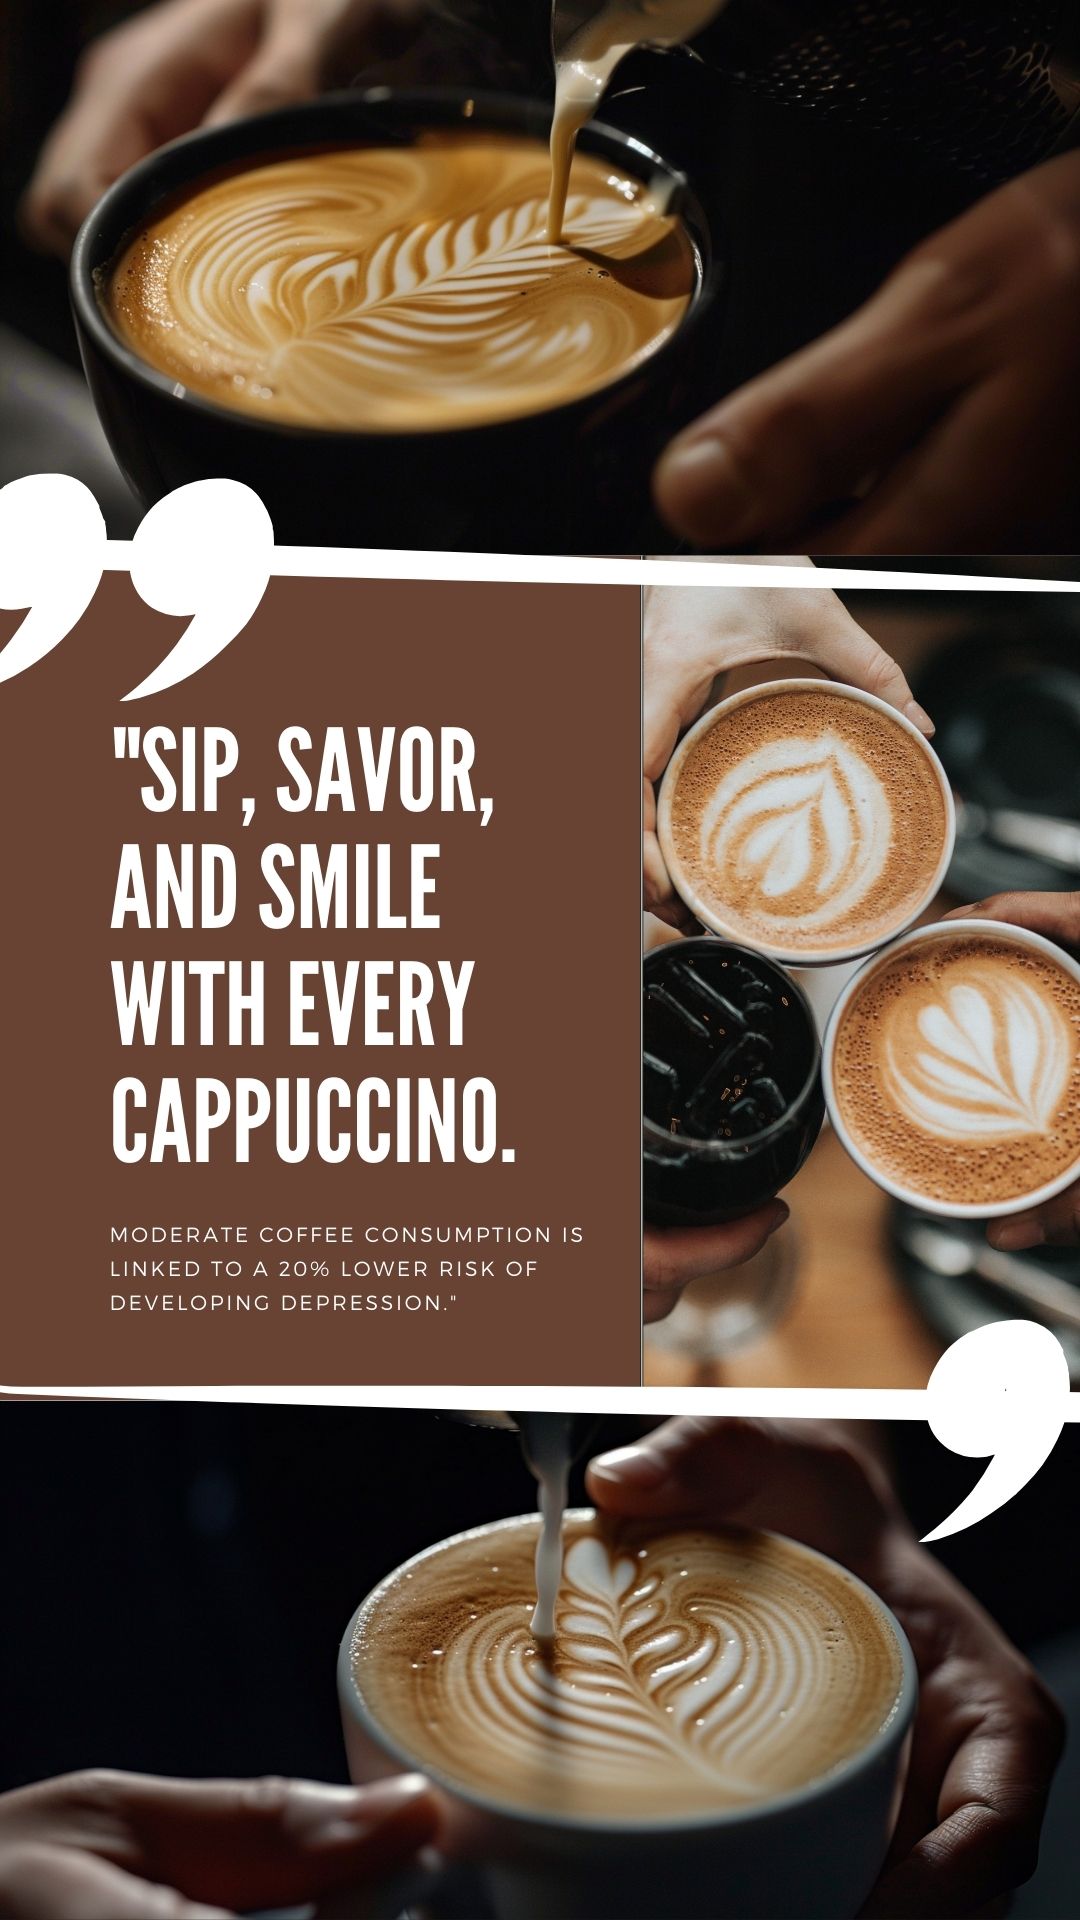 "SIP, SAVOR,
AND SMILE
WITH EVERY
CAPPUCCINO.
MODERATE COFFEE CONSUMPTION IS
LINKED TO A 20% LOWER RISK OF
DEVELOPING DEPRESSION."